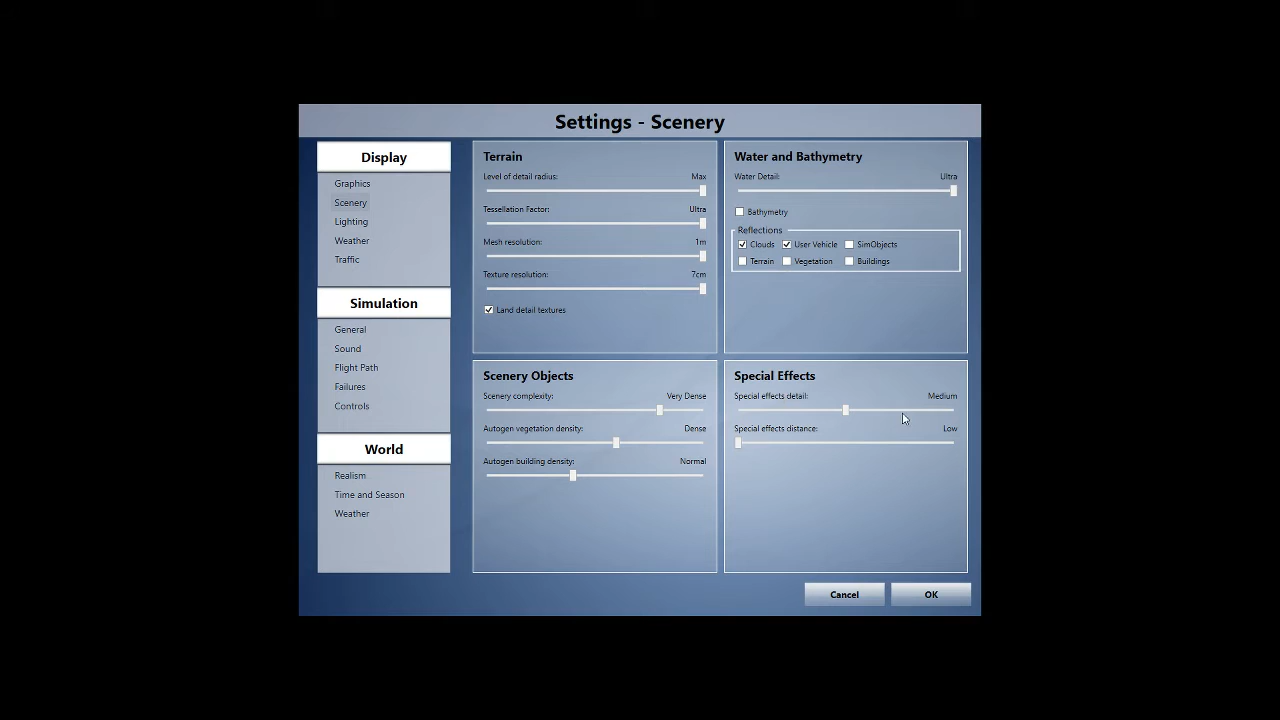 Settings - Scenery
Display
Graphics
Scenery
Lighting
Weather
Traffic
Simulation
General
Sound
Flight Path
Failures
Controls
World
Realism
Time and Season
Weather
Terrain
Level of detail radius: Max
Tessellation Factor: Ultra
Mesh resolution: 1m
Texture resolution: 7cm
Land detail textures
Water and Bathymetry
Water Detail: Ultra
Bathymetry
Reflections
Clouds User Vehicle SimObjects
Terrain Vegetation Buildings
Scenery Objects
Scenery complexity: Very Dense
Autogen vegetation density: Dense
Autogen building density: Normal
Special Effects
Special effects detail: Medium
Special effects distance: Low
Cancel OK